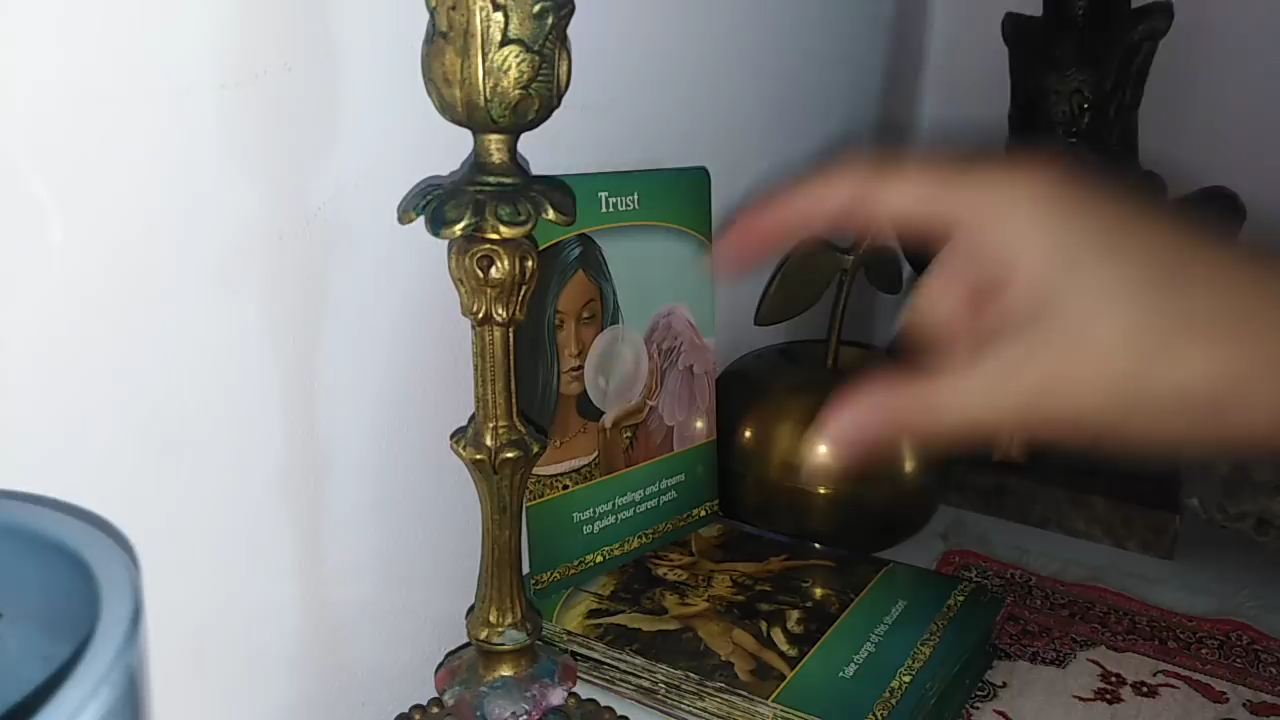 Trust
Trust your feelings and dreams
to guide your career path.
Take charge of this situation!